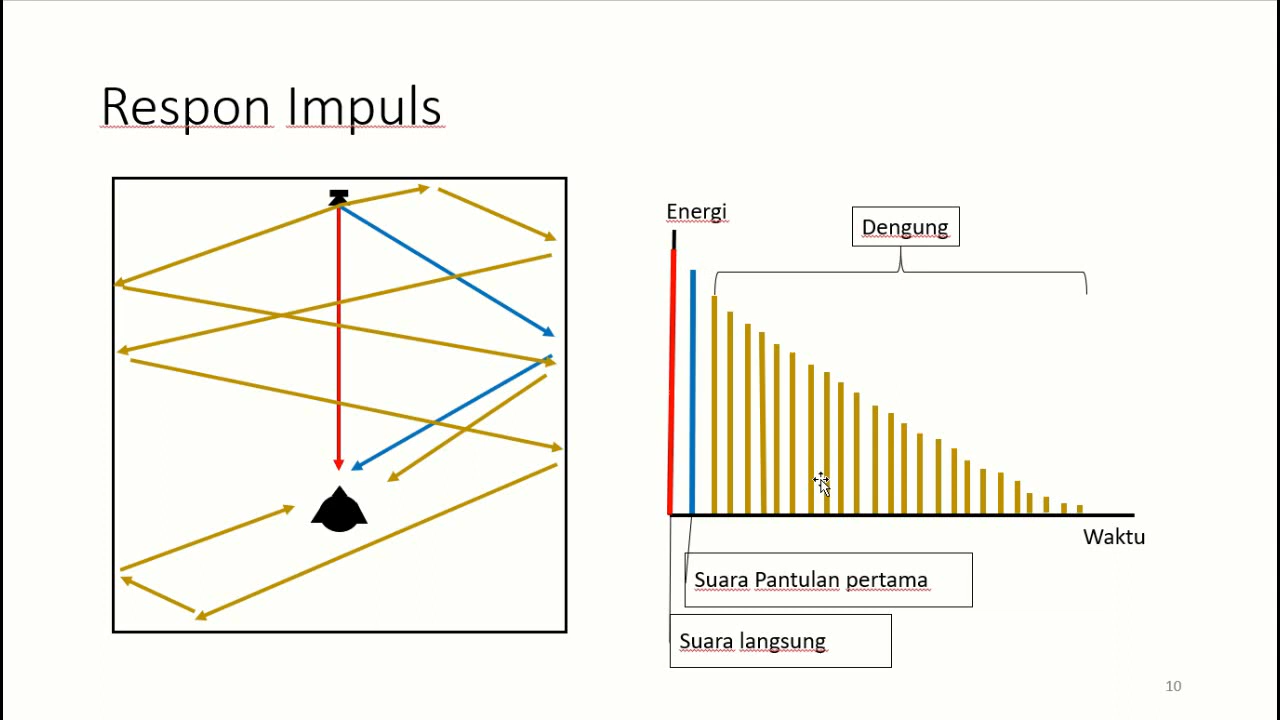 Respon Impuls
Energi
Dengung
Waktu
Suara Pantulan pertama
Suara langsung
10